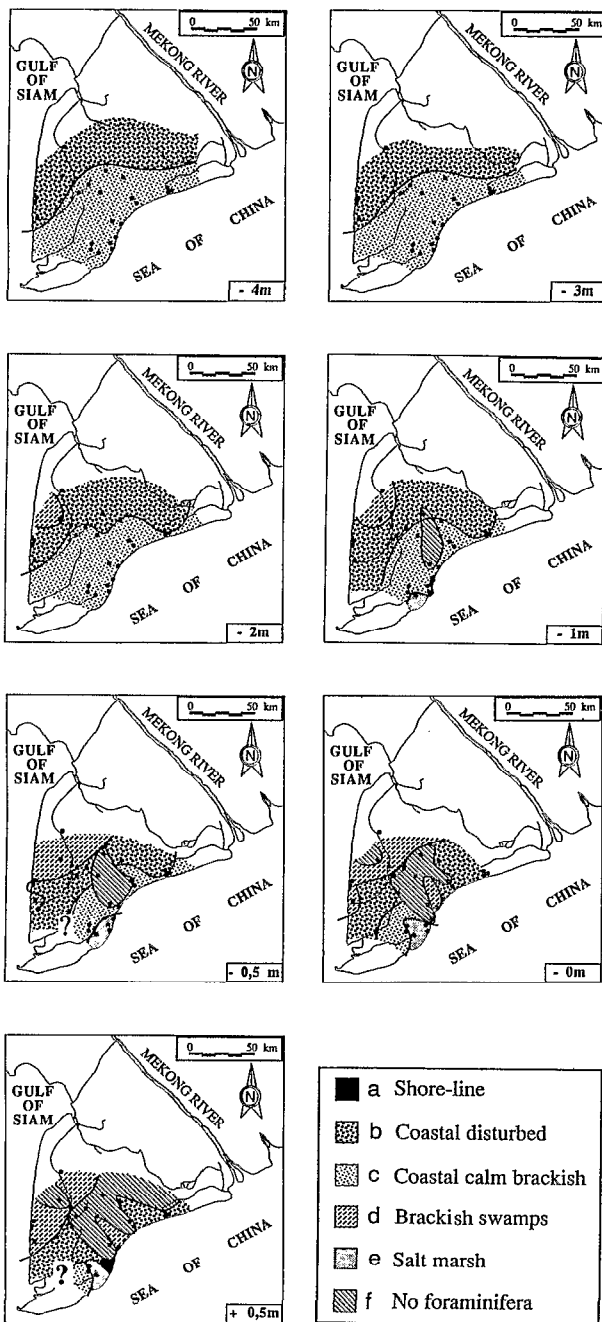 0 50 km
MEKONG RIVER
GULF
OF
SIAM
N
SEA OF CHINA
- 4m
0 50 km
MEKONG RIVER
GULF
OF
SIAM
N
SEA OF CHINA
- 3m
0 50 km
MEKONG RIVER
GULF
OF
SIAM
N
SEA OF CHINA
- 2m
0 50 km
MEKONG RIVER
GULF
OF
SIAM
N
SEA OF CHINA
- 1m
0 50 km
MEKONG RIVER
GULF
OF
SIAM
N
?
SEA OF CHINA
- 0,5 m
0 50 km
MEKONG RIVER
GULF
OF
SIAM
N
SEA OF CHINA
- 0m
0 50 km
MEKONG RIVER
GULF
OF
SIAM
N
?
SEA OF CHINA
+ 0,5m
a Shore-line
b Coastal disturbed
c Coastal calm brackish
d Brackish swamps
e Salt marsh
f No foraminifera